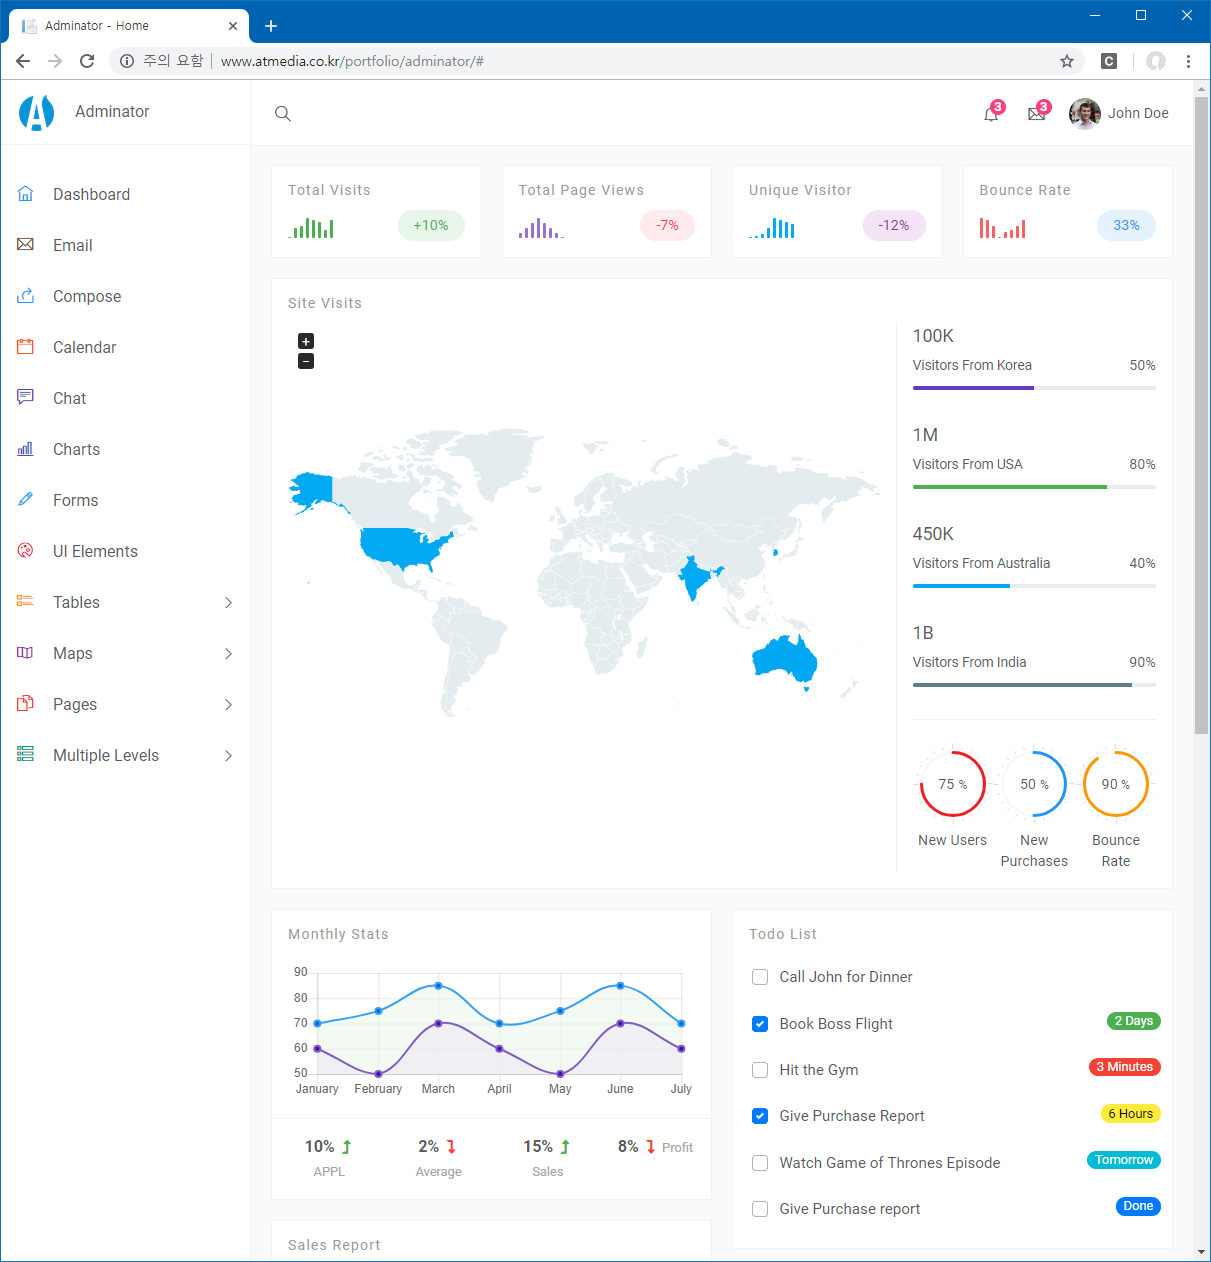 Adminator - Home
주의 요함 | www.atmedia.co.kr/portfolio/adminator/#
C
Adminator
3
3
John Doe
Dashboard
Email
Compose
Calendar
Chat
Charts
Forms
UI Elements
Tables
Maps
Pages
Multiple Levels
Total Visits
+10%
Total Page Views
-7%
Unique Visitor
-12%
Bounce Rate
33%
Site Visits
+
−
100K
Visitors From Korea 50%
1M
Visitors From USA 80%
450K
Visitors From Australia 40%
1B
Visitors From India 90%
75 % 50 % 90 %
New Users
New
Purchases
Bounce
Rate
Monthly Stats
90
80
70
60
50
January February March April May June July
10%
APPL
2%
Average
15%
Sales
8% Profit
Todo List
Call John for Dinner
Book Boss Flight 2 Days
Hit the Gym 3 Minutes
Give Purchase Report 6 Hours
Watch Game of Thrones Episode Tomorrow
Give Purchase report Done
Sales Report